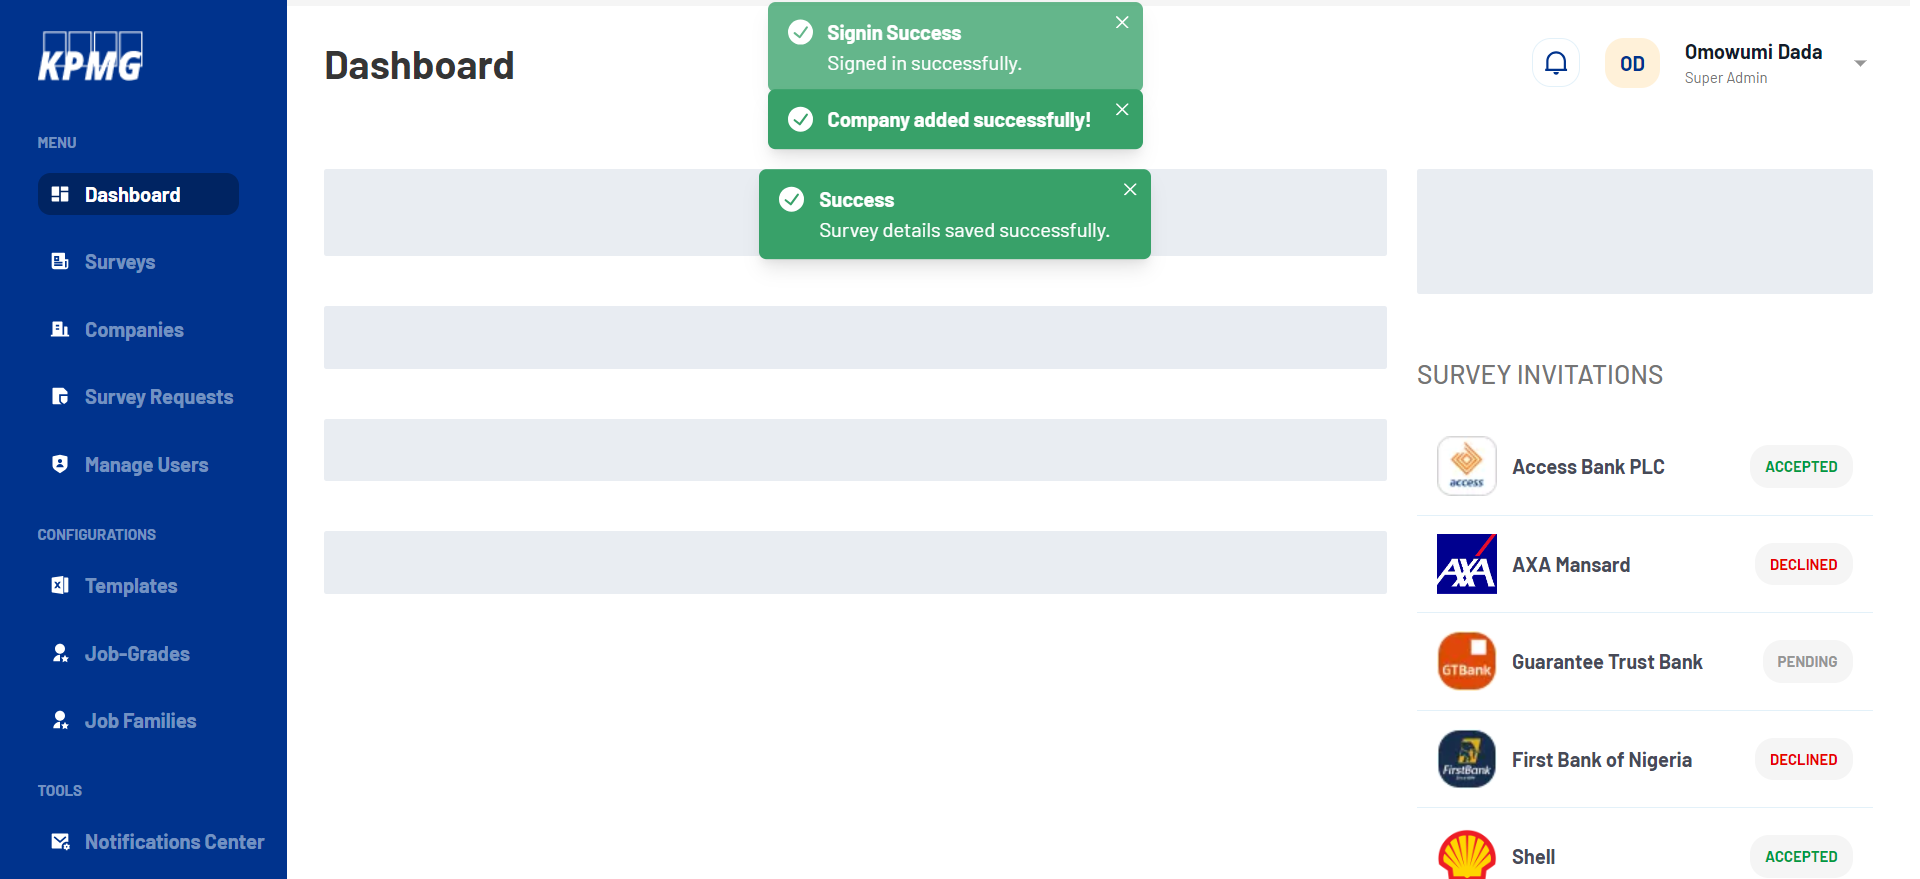 KPMG
MENU
Dashboard
Surveys
Companies
Survey Requests
Manage Users
CONFIGURATIONS
Templates
Job-Grades
Job Families
TOOLS
Notifications Center
Dashboard
Signin Success
Signed in successfully.
Company added successfully!
Success
Survey details saved successfully.
OD
Omowumi Dada
Super Admin
SURVEY INVITATIONS
access
Access Bank PLC
ACCEPTED
AXA
AXA Mansard
DECLINED
GTBank
Guarantee Trust Bank
PENDING
FirstBank
First Bank of Nigeria
DECLINED
Shell
ACCEPTED